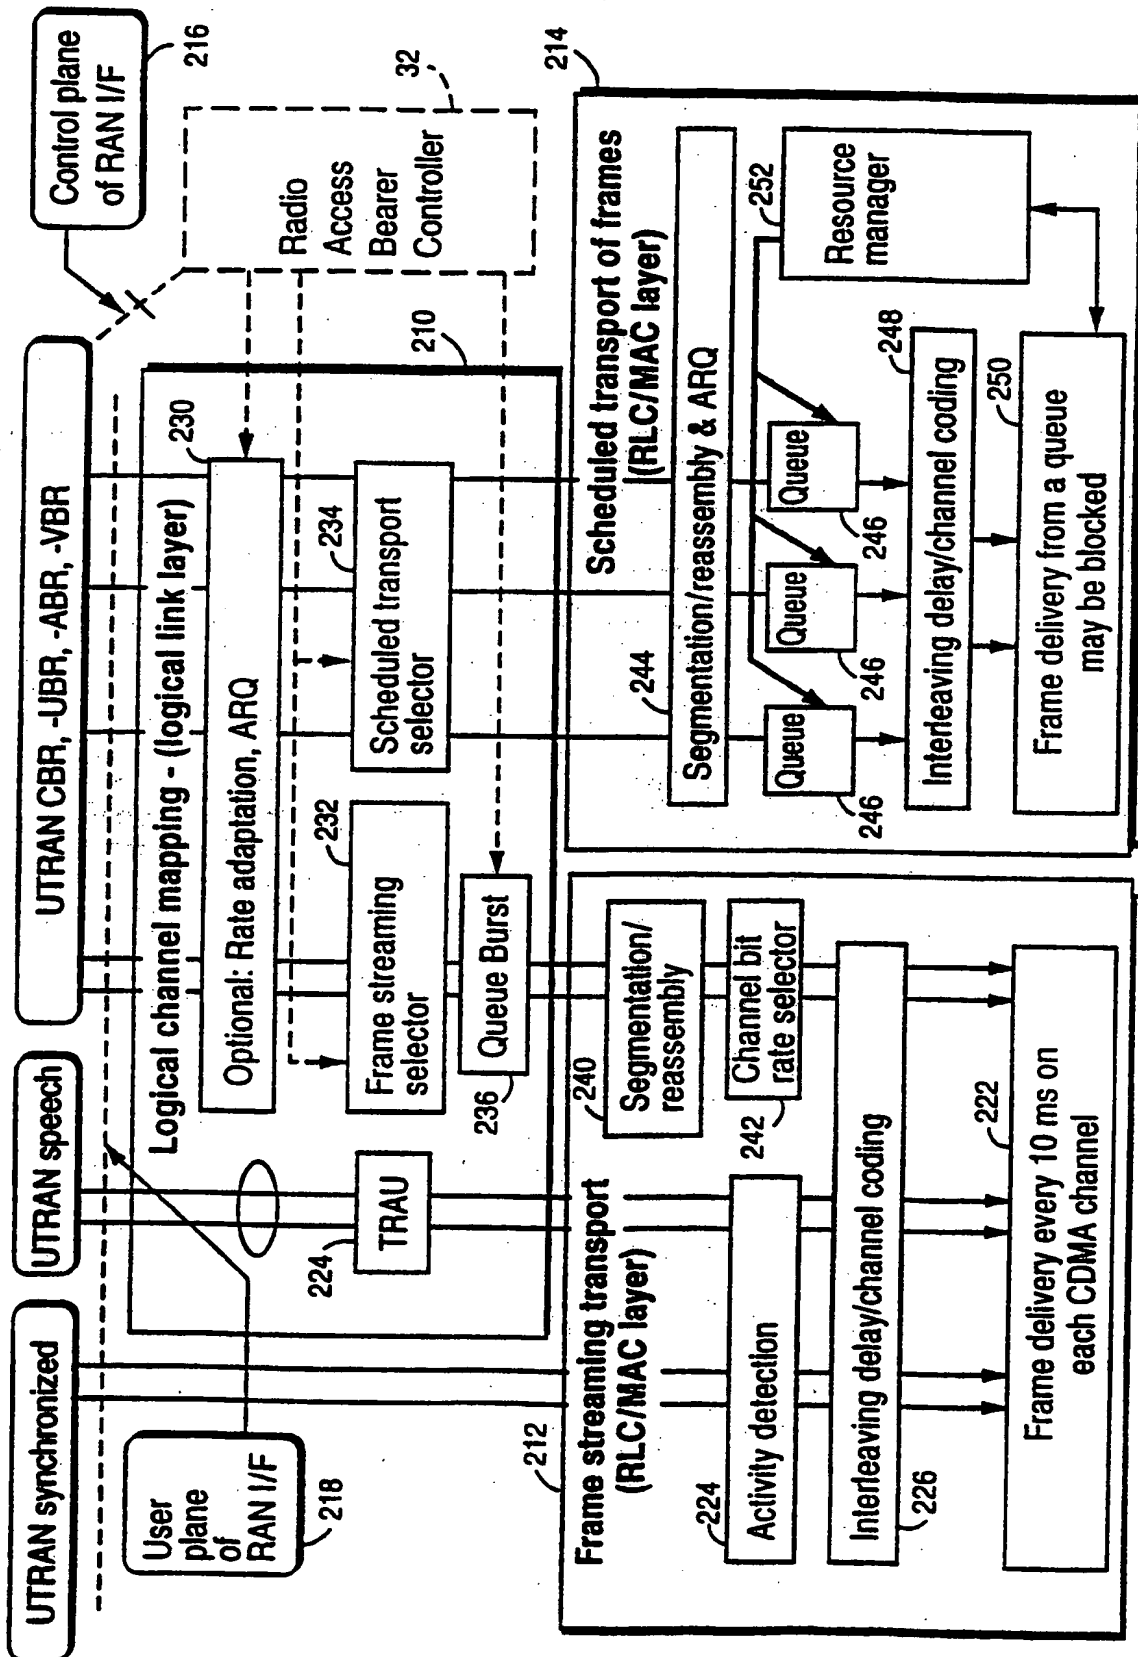 UTRAN synchronized
UTRAN speech
UTRAN CBR, -UBR, -ABR, -VBR
Control plane
of RAN I/F
216
User
plane
of
RAN I/F
218
Logical channel mapping - (logical link layer)
210
32
Radio
Access
Bearer
Controller
230
Optional: Rate adaptation, ARQ
224
TRAU
232
Frame streaming
selector
234
Scheduled transport
selector
236
Queue Burst
212
Frame streaming transport
(RLC/MAC layer)
240
Segmentation/
reassembly
224
Activity detection
242
Channel bit
rate selector
Interleaving delay/channel coding
226
222
Frame delivery every 10 ms on
each CDMA channel
214
Scheduled transport of frames
(RLC/MAC layer)
244
Segmentation/reassembly & ARQ
252
Resource
manager
Queue
246
Queue
246
Queue
246
248
Interleaving delay/channel coding
250
Frame delivery from a queue
may be blocked